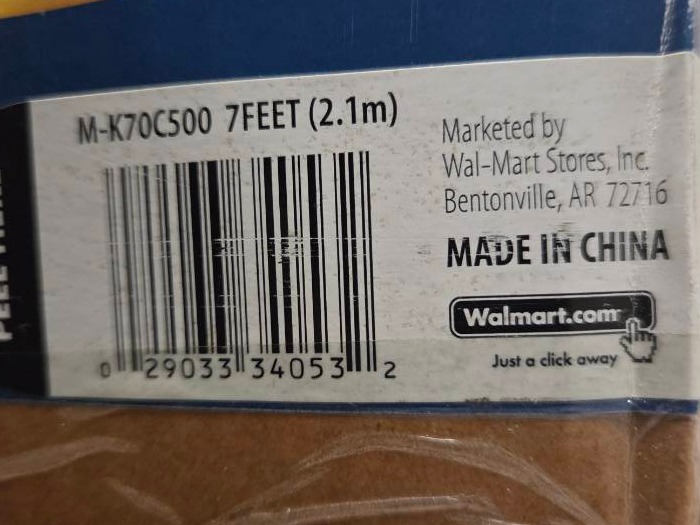 M-K70C500 7FEET (2.1m)
0 29033 34053 2
Marketed by
Wal-Mart Stores, Inc.
Bentonville, AR 72716
MADE IN CHINA
Walmart.com
Just a click away